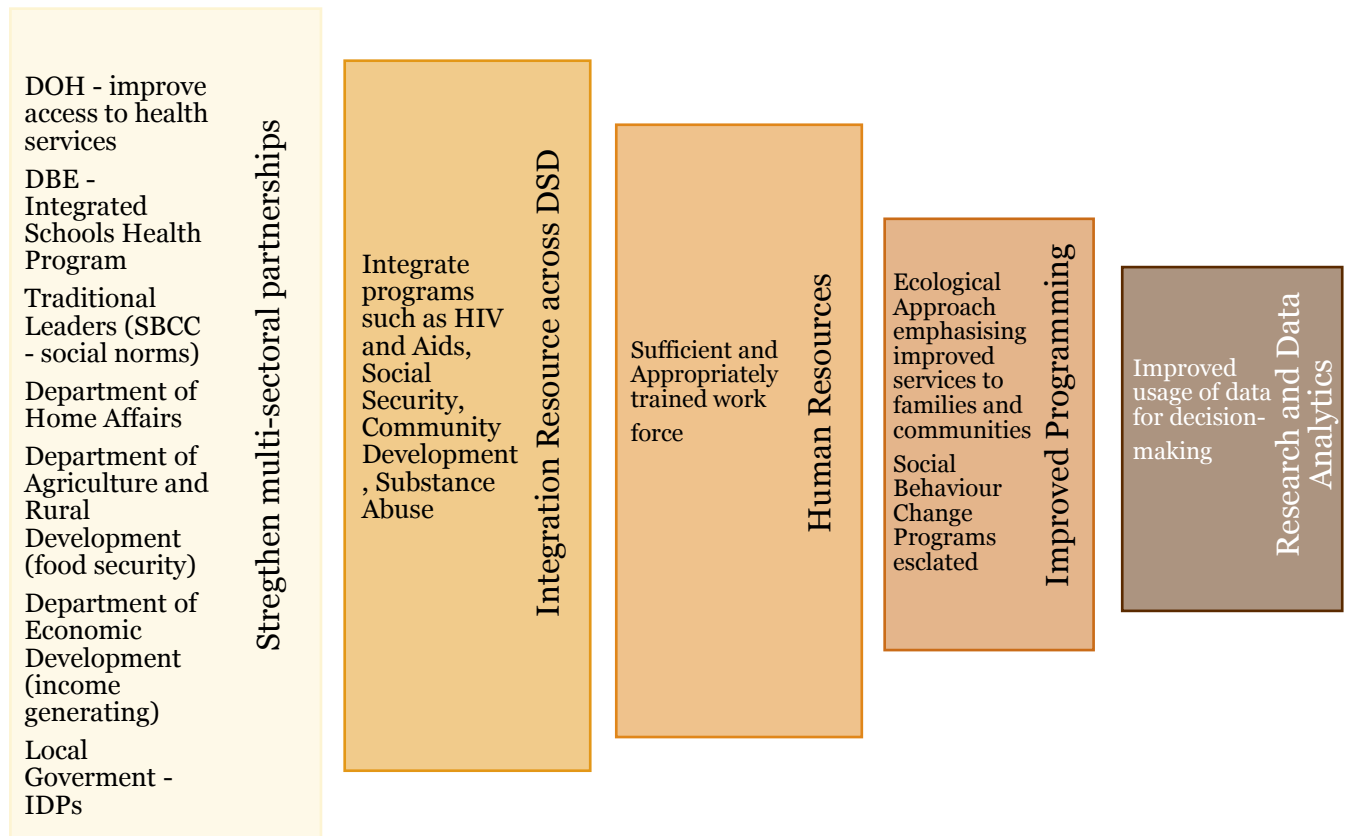 DOH - improve
access to health
services
DBE -
Integrated
Schools Health
Program
Traditional
Leaders (SBCC
- social norms)
Department of
Home Affairs
Department of
Agriculture and
Rural
Development
(food security)
Department of
Economic
Development
(income
generating)
Local
Goverment -
IDPs
Stregthen multi-sectoral partnerships
Integrate
programs
such as HIV
and Aids,
Social
Security,
Community
Development
, Substance
Abuse
Integration Resource across DSD
Sufficient and
Appropriately
trained work
force
Human Resources
Ecological
Approach
emphasising
improved
services to
families and
communities
Social
Behaviour
Change
Programs
esclated
Improved Programming
Improved
usage of data
for decision-
making
Research and Data
Analytics